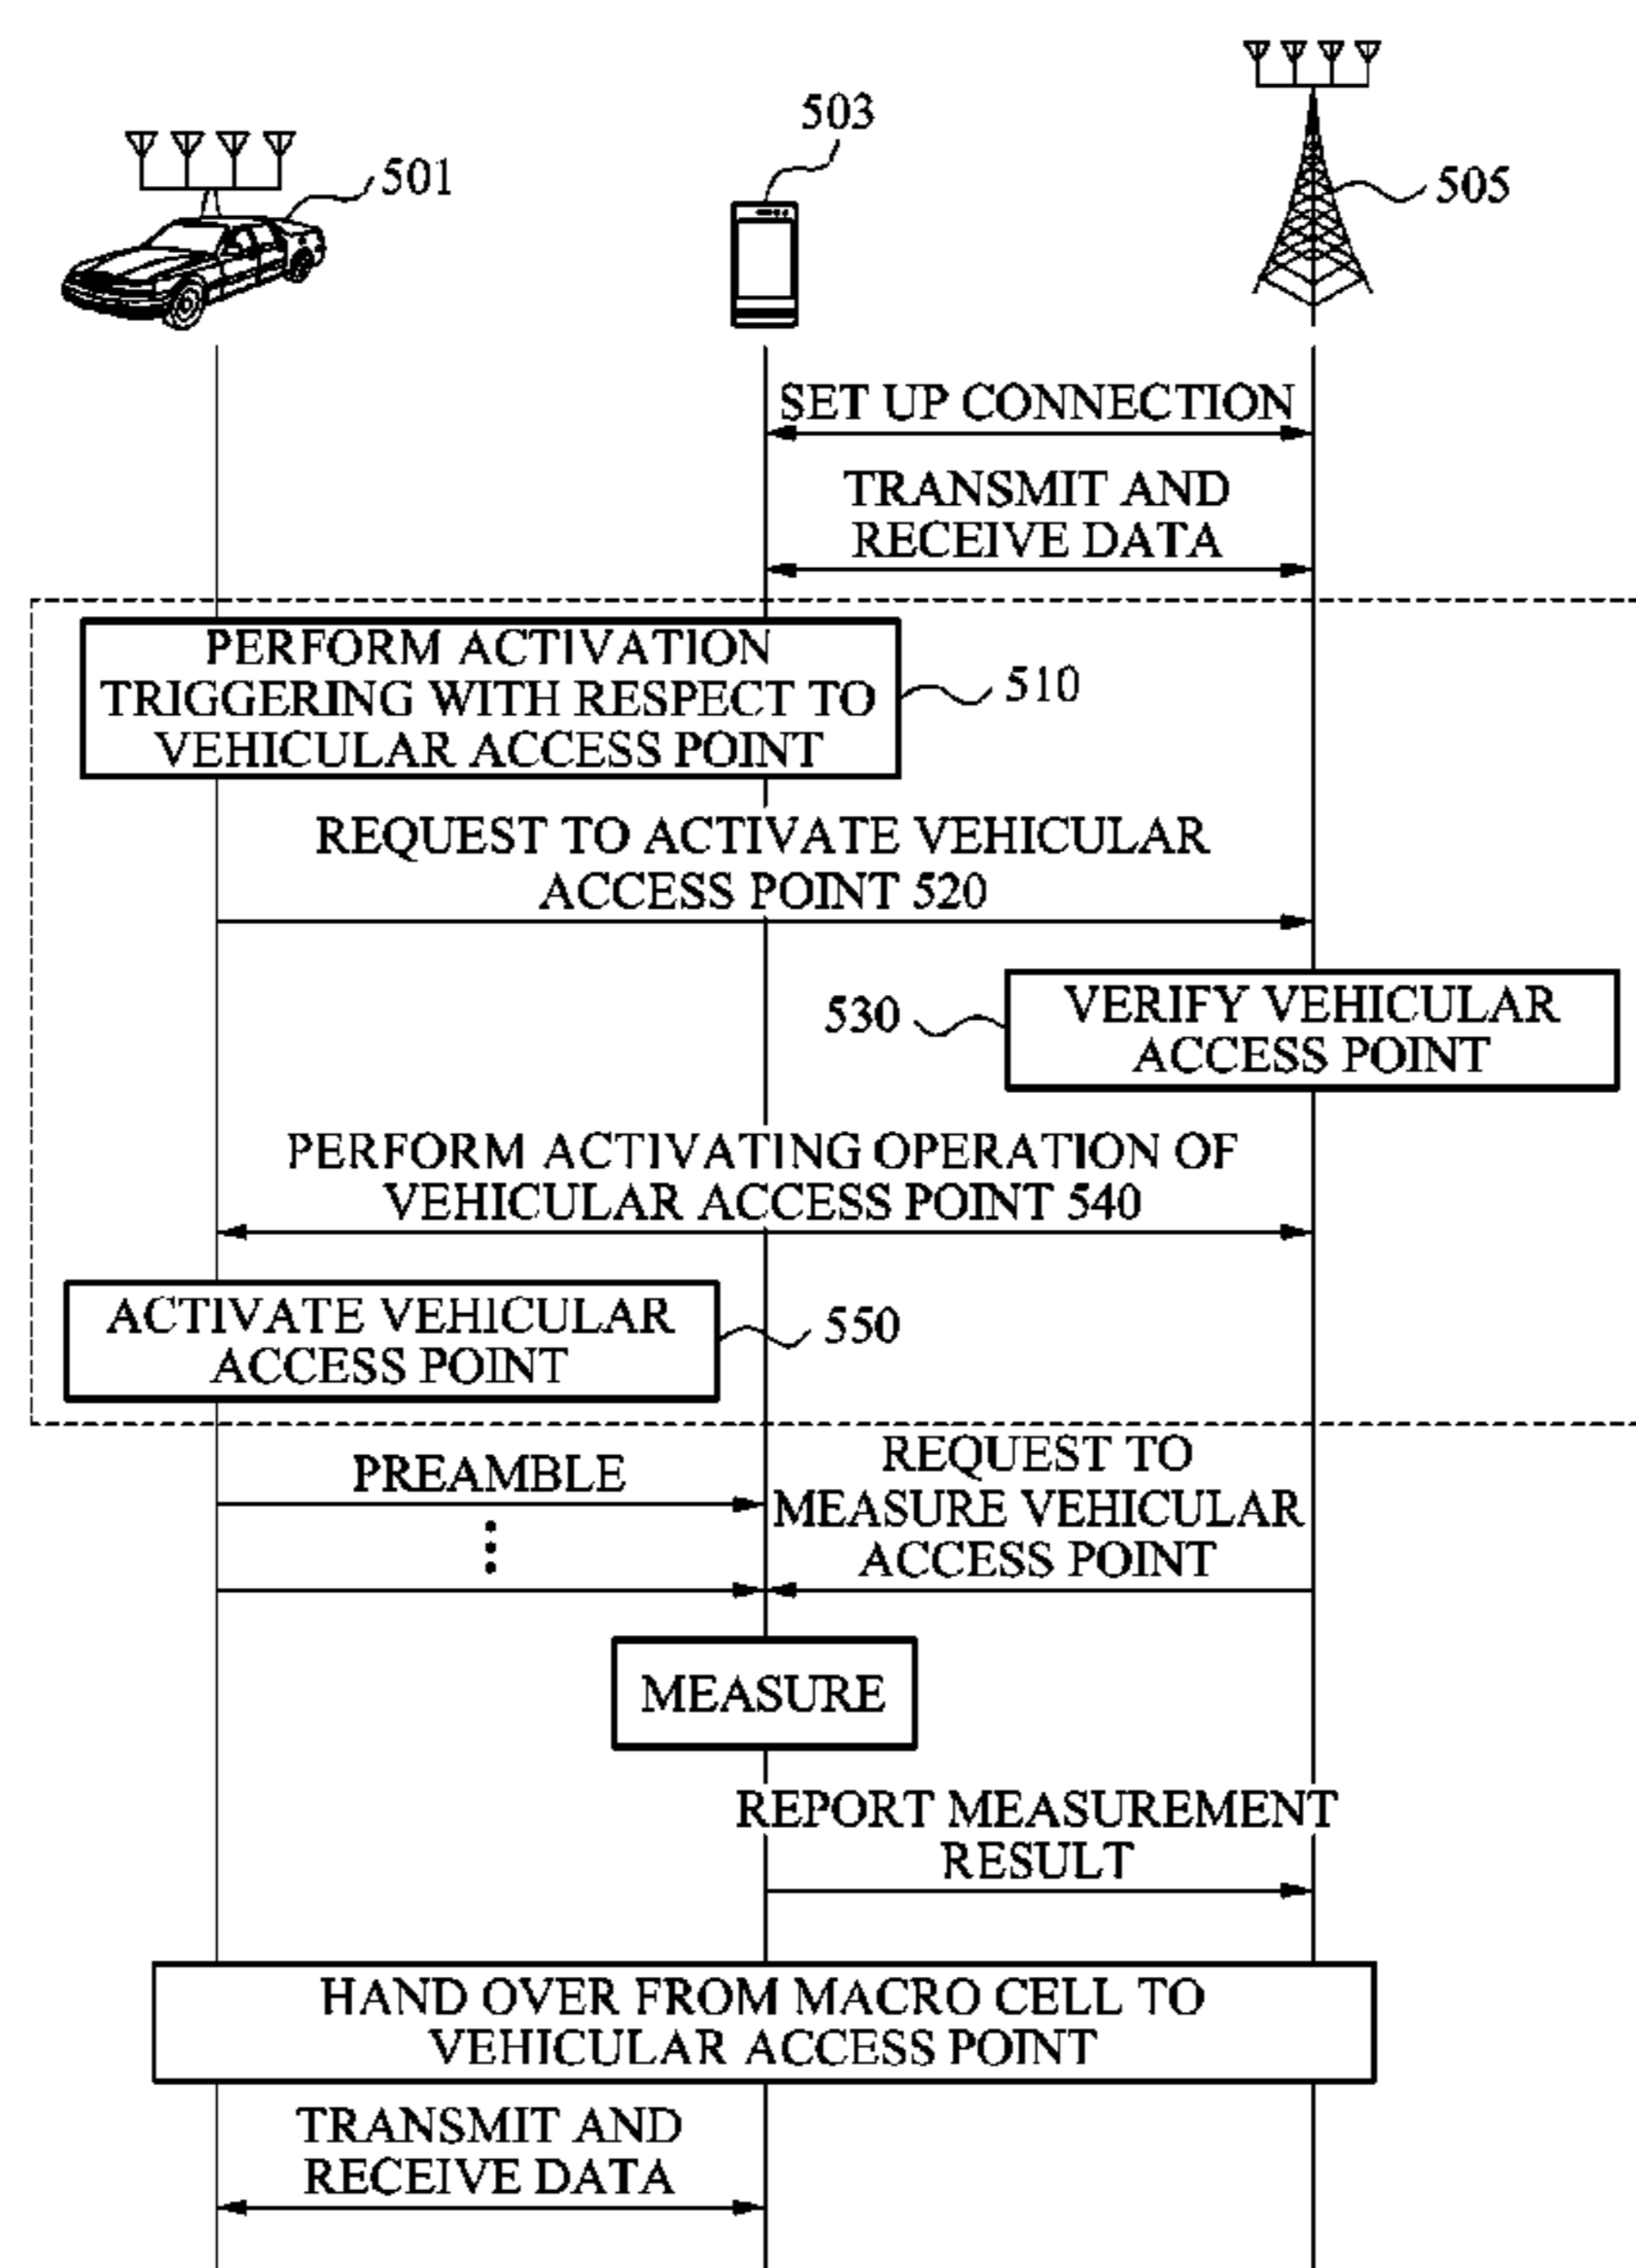 503
501
505
SET UP CONNECTION
TRANSMIT AND
RECEIVE DATA
PERFORM ACTIVATION
TRIGGERING WITH RESPECT TO
VEHICULAR ACCESS POINT
510
REQUEST TO ACTIVATE VEHICULAR
ACCESS POINT 520
530
VERIFY VEHICULAR
ACCESS POINT
PERFORM ACTIVATING OPERATION OF
VEHICULAR ACCESS POINT 540
ACTIVATE VEHICULAR
ACCESS POINT
550
PREAMBLE
REQUEST TO
MEASURE VEHICULAR
ACCESS POINT
MEASURE
REPORT MEASUREMENT
RESULT
HAND OVER FROM MACRO CELL TO
VEHICULAR ACCESS POINT
TRANSMIT AND
RECEIVE DATA